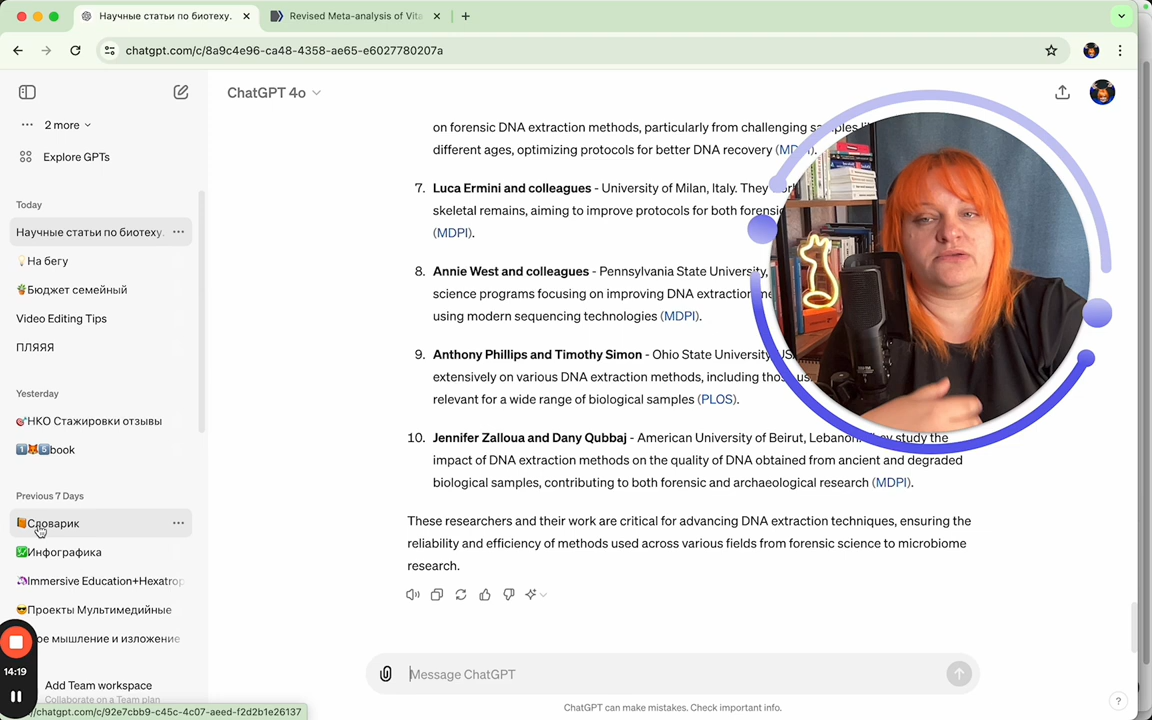 Научные статьи по биотеху.
Revised Meta-analysis of Vita
chatgpt.com/c/8a9c4e96-ca48-4358-ae65-e6027780207a
2 more
Explore GPTs
Today
Научные статьи по биотеху.
💡На бегу
🪴Бюджет семейный
Video Editing Tips
ПЛЯЯЯ
Yesterday
🎯НКО Стажировки отзывы
1️⃣🦊5️⃣book
Previous 7 Days
📙Словарик
💹Инфографика
🦄Immersive Education+Hexatrop
😎Проекты Мультимедийные
ое мышление и изложение
14:19
Add Team workspace
Collaborate on a Team plan
//chatgpt.com/c/92e7cbb9-c45c-4c07-aeed-f2d2b1e26137
ChatGPT 4o
on forensic DNA extraction methods, particularly from challenging samples
different ages, optimizing protocols for better DNA recovery (MDPI).
7. Luca Ermini and colleagues - University of Milan, Italy. They
skeletal remains, aiming to improve protocols for both forensic
(MDPI).
8. Annie West and colleagues - Pennsylvania State University,
science programs focusing on improving DNA extraction
using modern sequencing technologies (MDPI).
9. Anthony Phillips and Timothy Simon - Ohio State University,
extensively on various DNA extraction methods, including
relevant for a wide range of biological samples (PLOS).
10. Jennifer Zalloua and Dany Qubbaj - American University of Beirut, Lebanon. They study the
impact of DNA extraction methods on the quality of DNA obtained from ancient and degraded
biological samples, contributing to both forensic and archaeological research (MDPI).
These researchers and their work are critical for advancing DNA extraction techniques, ensuring the
reliability and efficiency of methods used across various fields from forensic science to microbiome
research.
Message ChatGPT
ChatGPT can make mistakes. Check important info.
?